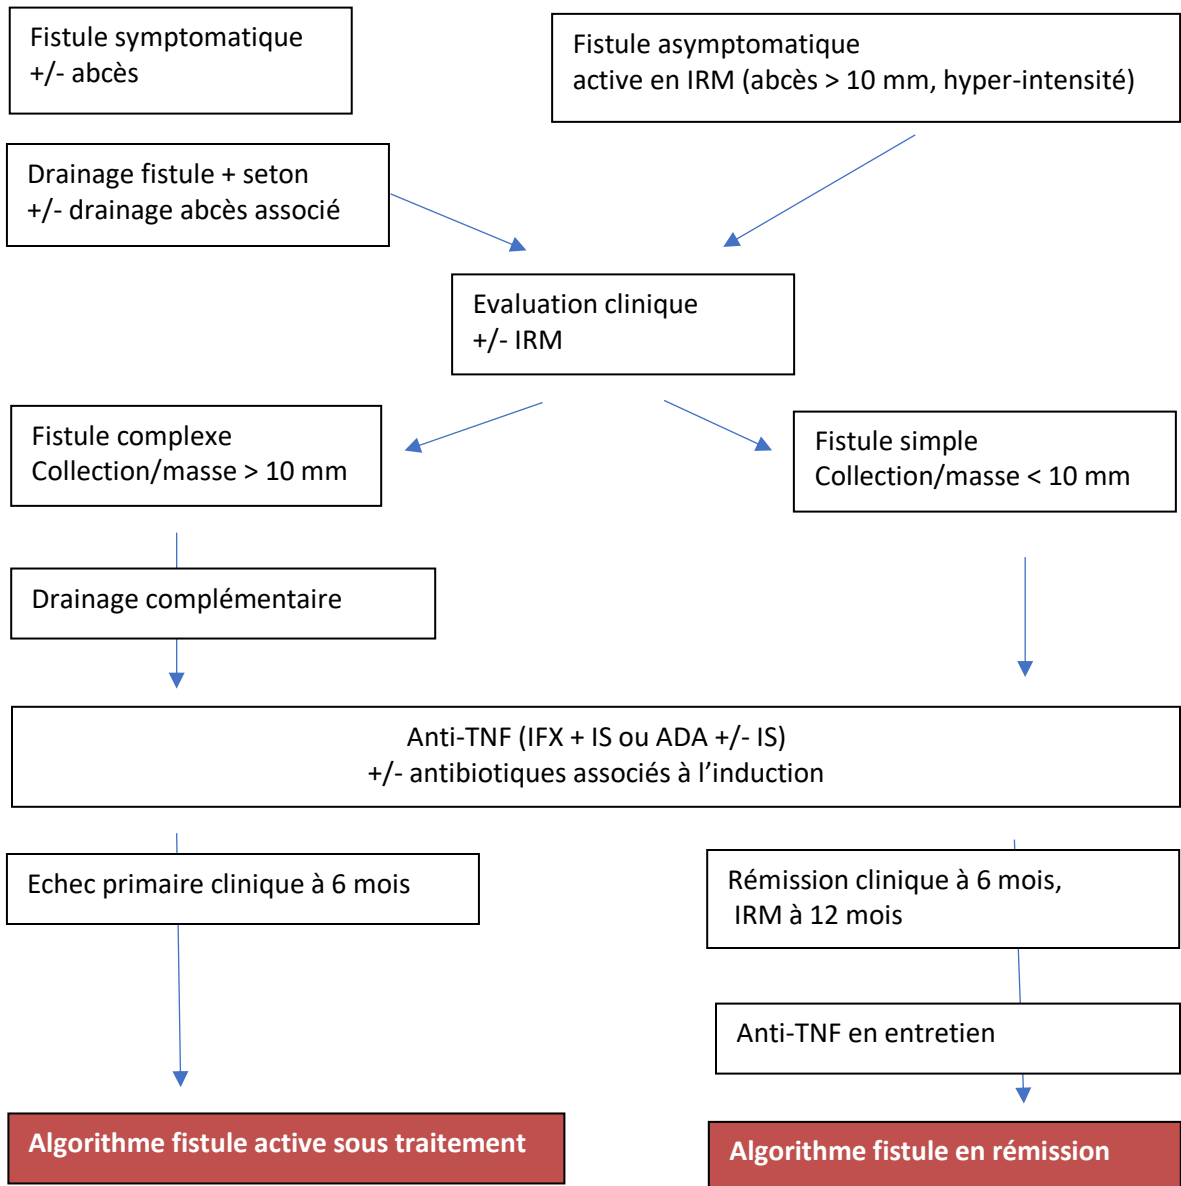 Fistule symptomatique
+/- abcès
Fistule asymptomatique
active en IRM (abcès > 10 mm, hyper-intensité)
Drainage fistule + seton
+/- drainage abcès associé
Evaluation clinique
+/- IRM
Fistule complexe
Collection/masse > 10 mm
Fistule simple
Collection/masse < 10 mm
Drainage complémentaire
Anti-TNF (IFX + IS ou ADA +/- IS)
+/- antibiotiques associés à l’induction
Echec primaire clinique à 6 mois
Rémission clinique à 6 mois,
IRM à 12 mois
Anti-TNF en entretien
Algorithme fistule active sous traitement
Algorithme fistule en rémission